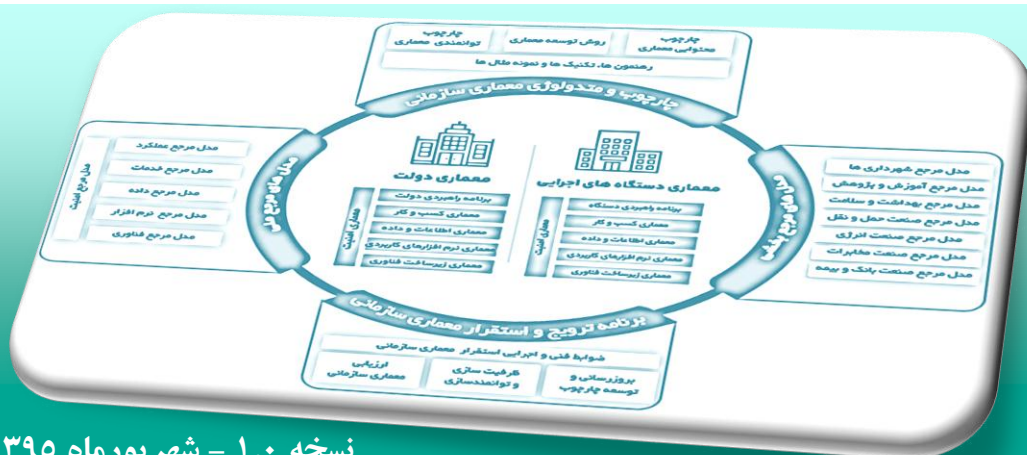 چارچوب محتوایی معماری
روش توسعه معماری
چارچوب توانمندی معماری
رهنمون ها، تکنیک ها و نمونه مثال ها
چارچوب و متدولوژی معماری سازمانی
مدل های مرجع بخشی
مدل مرجع شهرداری ها
مدل مرجع آموزش و پژوهش
مدل مرجع بهداشت و سلامت
مدل مرجع صنعت حمل و نقل
مدل مرجع صنعت انرژی
مدل مرجع صنعت مخابرات
مدل مرجع صنعت بانک و بیمه
معماری دستگاه های اجرایی
برنامه راهبردی دستگاه
معماری کسب و کار
معماری اطلاعات و داده
معماری نرم افزارهای کاربردی
معماری زیرساخت فناوری
معماری امنیت
معماری دولت
برنامه راهبردی دولت
معماری کسب و کار
معماری اطلاعات و داده
معماری نرم افزارهای کاربردی
معماری زیرساخت فناوری
معماری امنیت
مدل های مرجع ملی
مدل مرجع عملکرد
مدل مرجع خدمات
مدل مرجع داده
مدل مرجع نرم افزار
مدل مرجع فناوری
مدل مرجع امنیت
برنامه ترویج و استقرار معماری سازمانی
ضوابط فنی و اجرایی استقرار معماری سازمانی
بروزرسانی و توسعه چارچوب
ظرفیت سازی و توانمندسازی
ارزیابی معماری سازمانی
نسخه ۱.۰ – شهریورماه ۱۳۹۵